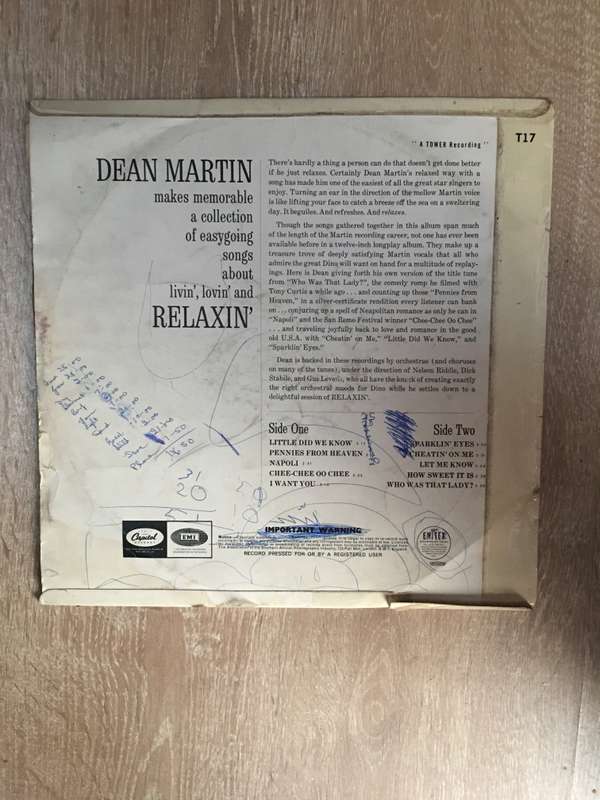 T17
"A TOWER Recording"
DEAN MARTIN
makes memorable
a collection
of easygoing
songs
about
livin', lovin' and
RELAXIN'
There's hardly a thing a person can do that doesn't get done better
if he just relaxes. Certainly Dean Martin's relaxed way with a
song has made him one of the easiest of all the great star singers to
enjoy. Turning an ear in the direction of the mellow Martin voice
is like lifting your face to catch a breeze off the sea on a sweltering
day. It beguiles. And refreshes. And relaxes.
Though the songs gathered together in this album span much
of the length of the Martin recording career, not one has ever been
available before in a twelve-inch longplay album. They make up a
treasure trove of deeply satisfying Martin vocals that all who
admire the great Dino will want on hand for a multitude of replay-
ings. Here is Dean giving forth his own version of the title tune
from "Who Was That Lady?", the comedy romp he filmed with
Tony Curtis a while ago . . . and counting up those "Pennies from
Heaven," in a silver-certificate rendition every listener can bank
on . . . conjuring up a spell of Neapolitan romance as only he can in
"Napoli" and the San Remo Festival winner "Chee-Chee Oo Chee"
. . . and traveling joyfully back to love and romance in the good
old U.S.A. with "Cheatin' on Me," "Little Did We Know," and
"Sparklin' Eyes."
Dean is backed in these recordings by orchestras (and choruses
on many of the tunes), under the direction of Nelson Riddle, Dick
Stabile, and Gus Levene, who all have the knack of creating exactly
the right orchestral moods for Dino while he settles down to a
delightful session of RELAXIN'.
Side One
LITTLE DID WE KNOW
PENNIES FROM HEAVEN
NAPOLI
CHEE-CHEE OO CHEE
I WANT YOU
Side Two
SPARKLIN' EYES
CHEATIN' ON ME
LET ME KNOW
HOW SWEET IT IS
WHO WAS THAT LADY?
31
20
Capitol
EMI
IMPORTANT WARNING
RECORD PRESSED FOR OR BY A REGISTERED USER
EMITEX